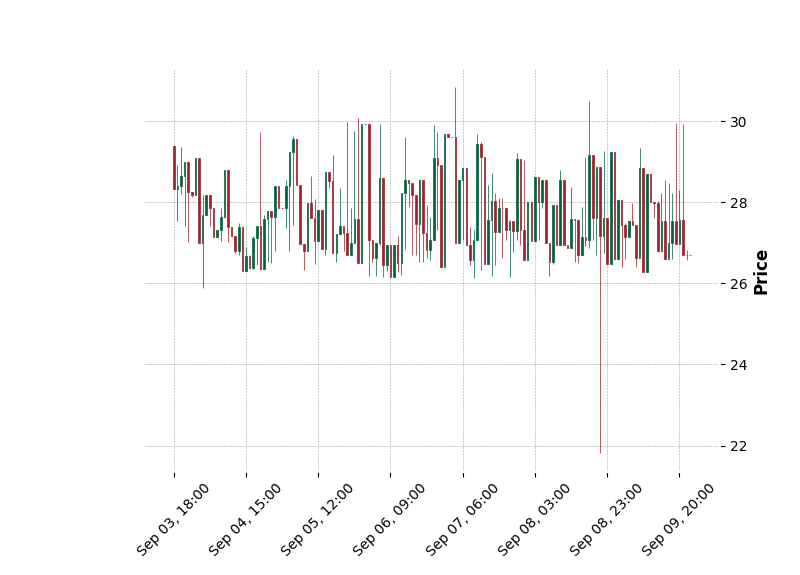 30
28
26
24
22
Price
Sep 03, 18:00
Sep 04, 15:00
Sep 05, 12:00
Sep 06, 09:00
Sep 07, 06:00
Sep 08, 03:00
Sep 08, 23:00
Sep 09, 20:00